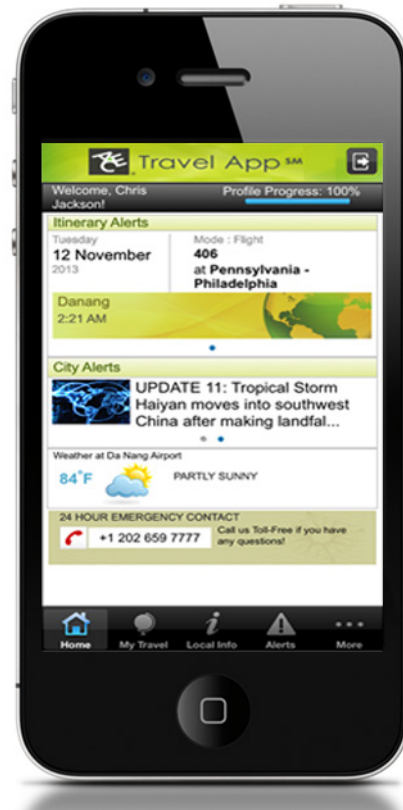 Travel App SM
Welcome, Chris
Jackson!
Profile Progress: 100%
Itinerary Alerts
Tuesday
12 November
2013
Mode : Flight
406
at Pennsylvania -
Philadelphia
Danang
2:21 AM
City Alerts
UPDATE 11: Tropical Storm
Haiyan moves into southwest
China after making landfal...
Weather at Da Nang Airport
84°F
PARTLY SUNNY
24 HOUR EMERGENCY CONTACT
+1 202 659 7777
Call us Toll-Free if you have
any questions!
Home My Travel Local Info Alerts More